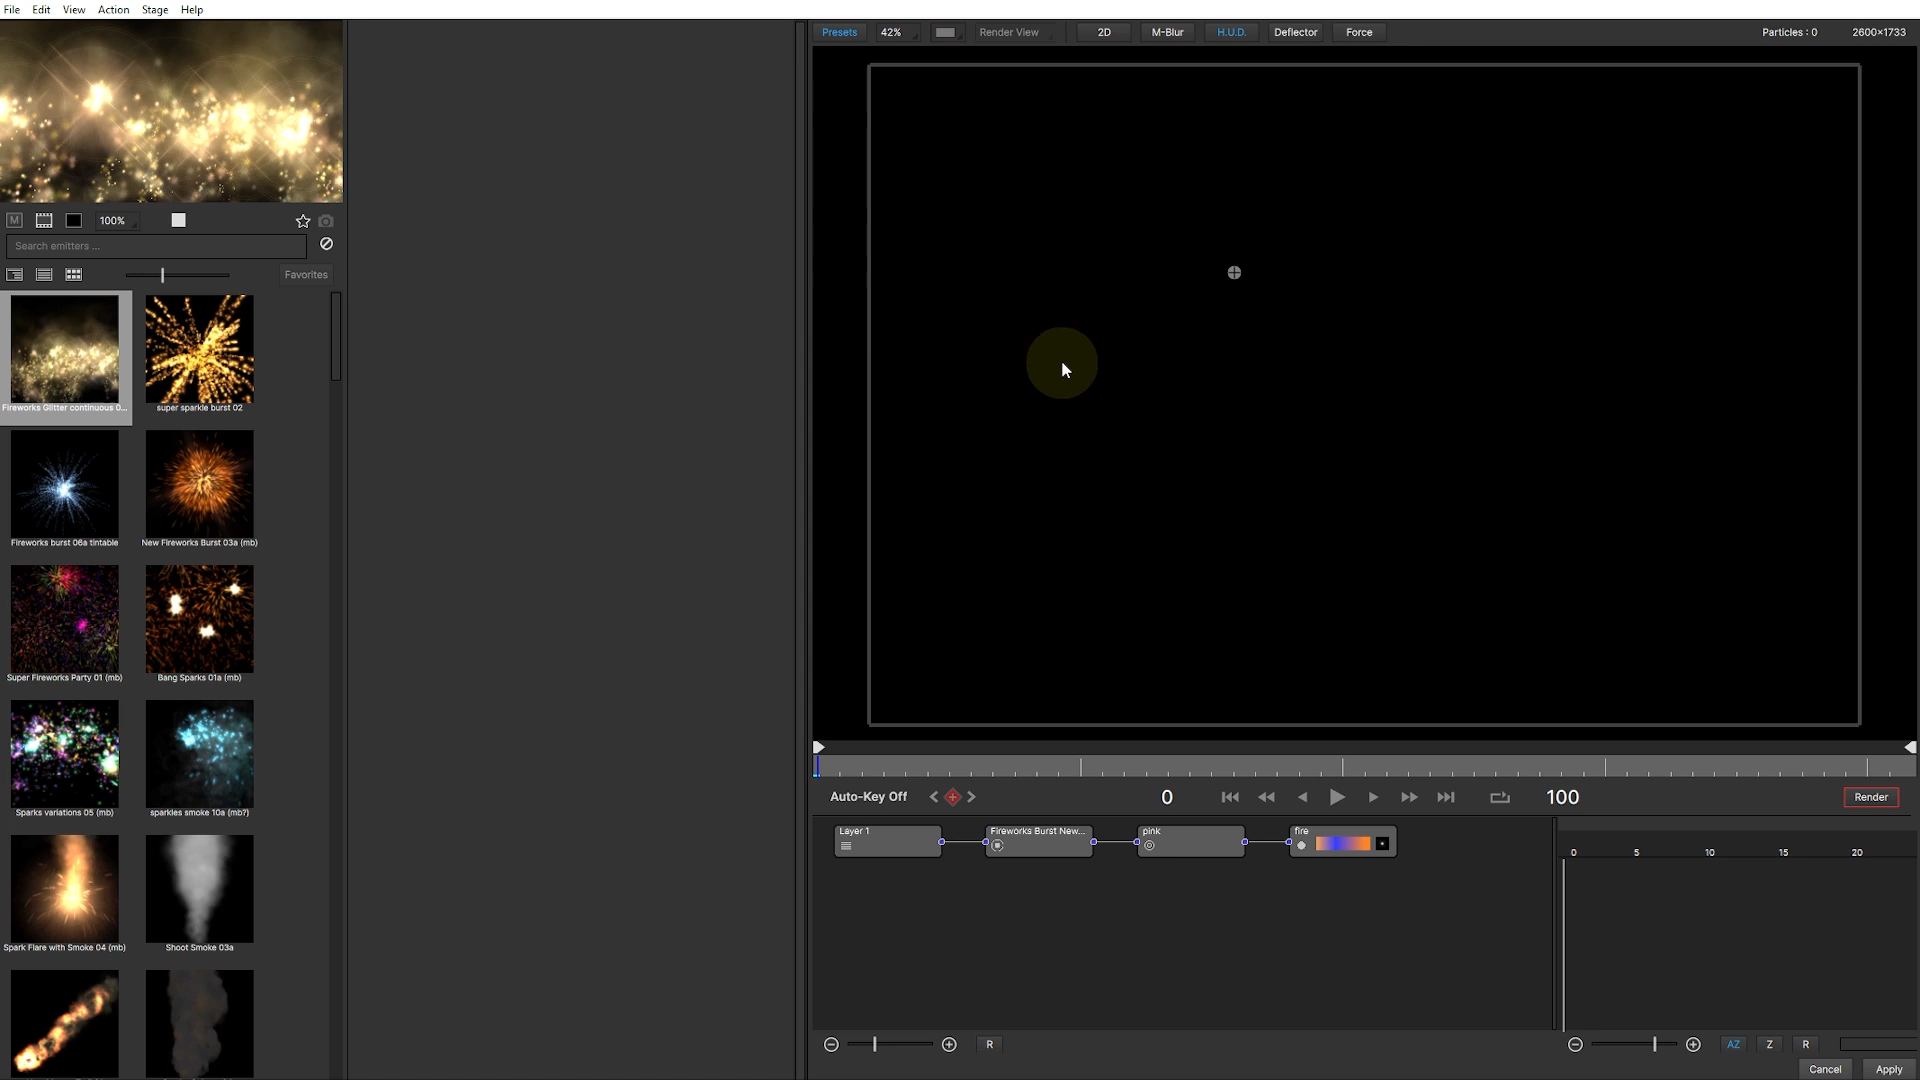 File Edit View Action Stage Help
Presets 42% Render View 2D M-Blur H.U.D. Deflector Force Particles : 0 2600×1733
M 100%
Search emitters ...
Favorites
Fireworks Glitter continuous 0... super sparkle burst 02
Fireworks burst 06a tintable New Fireworks Burst 03a (mb)
Super Fireworks Party 01 (mb) Bang Sparks 01a (mb)
Sparks variations 05 (mb) sparkles smoke 10a (mb?)
Spark Flare with Smoke 04 (mb) Shoot Smoke 03a
Auto-Key Off 0 100 Render
Layer 1 Fireworks Burst New... pink fire
0 5 10 15 20
R AZ Z R
Cancel Apply